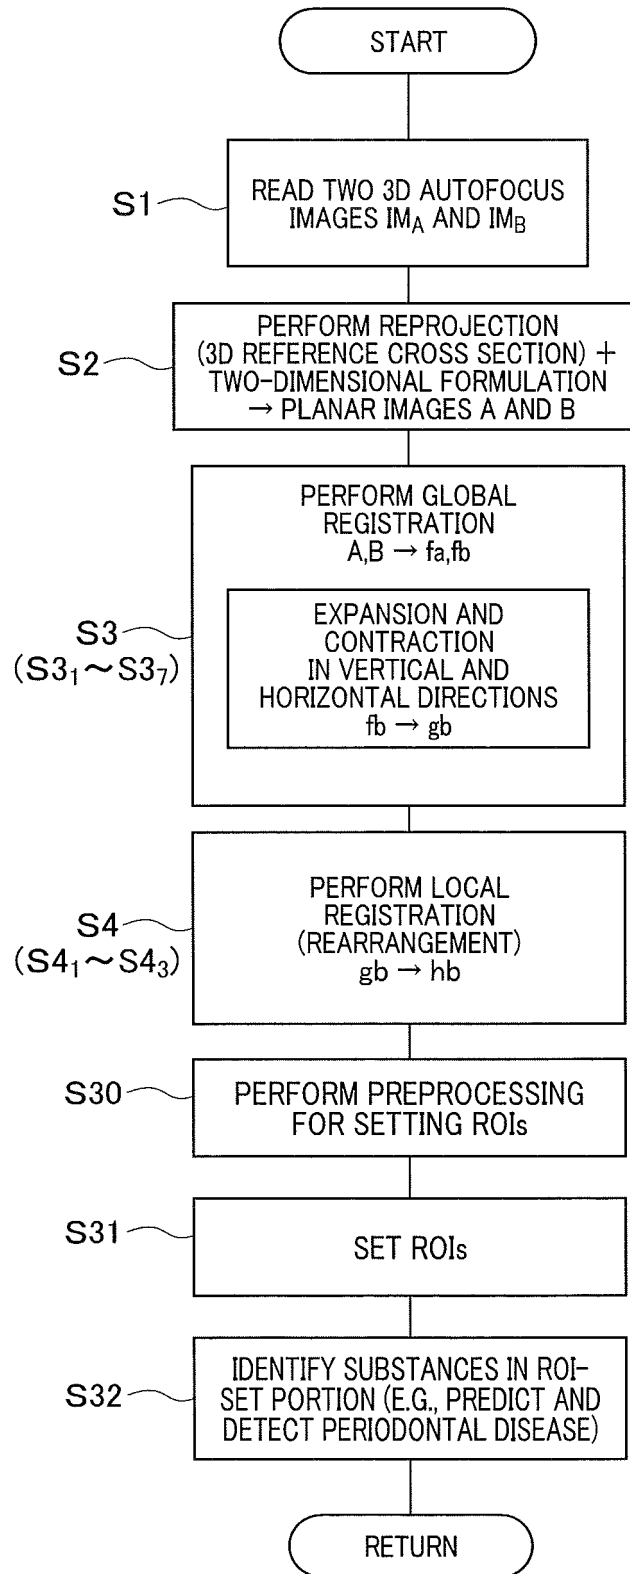 START
S1
READ TWO 3D AUTOFOCUS
IMAGES IMA AND IMB
S2
PERFORM REPROJECTION
(3D REFERENCE CROSS SECTION) +
TWO-DIMENSIONAL FORMULATION
→ PLANAR IMAGES A AND B
S3
(S3₁～S3₇)
PERFORM GLOBAL
REGISTRATION
A,B → fa,fb
EXPANSION AND
CONTRACTION
IN VERTICAL AND
HORIZONTAL DIRECTIONS
fb → gb
S4
(S4₁～S4₃)
PERFORM LOCAL
REGISTRATION
(REARRANGEMENT)
gb → hb
S30
PERFORM PREPROCESSING
FOR SETTING ROIs
S31
SET ROIs
S32
IDENTIFY SUBSTANCES IN ROI-
SET PORTION (E.G., PREDICT AND
DETECT PERIODONTAL DISEASE)
RETURN